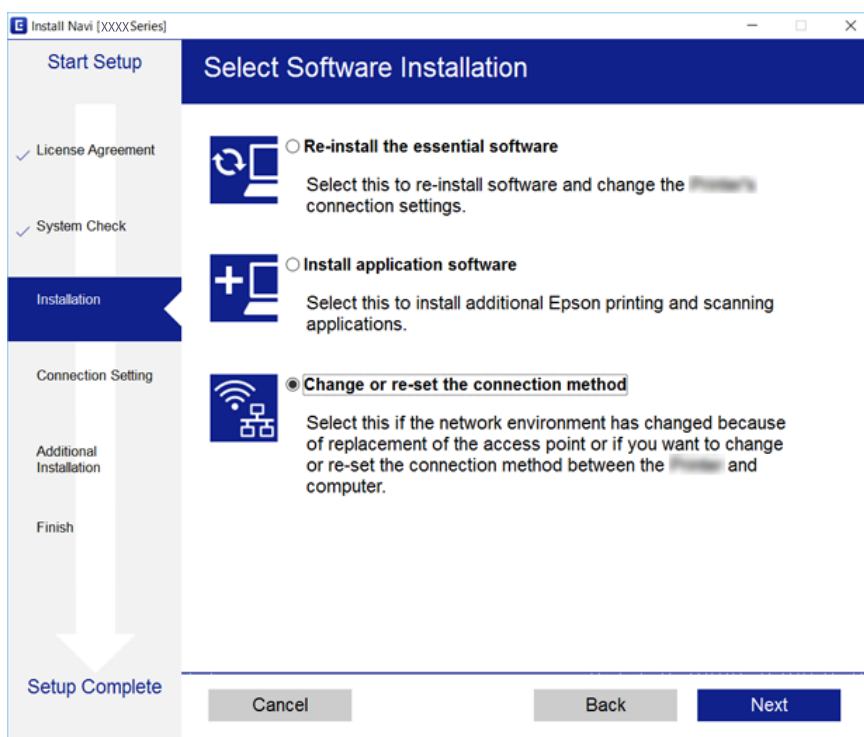 Install Navi [XXXXSeries]
Start Setup
License Agreement
System Check
Installation
Connection Setting
Additional
Installation
Finish
Setup Complete
Select Software Installation
Re-install the essential software
Select this to re-install software and change the
connection settings.
Install application software
Select this to install additional Epson printing and scanning
applications.
Change or re-set the connection method
Select this if the network environment has changed because
of replacement of the access point or if you want to change
or re-set the connection method between the and
computer.
Cancel
Back
Next